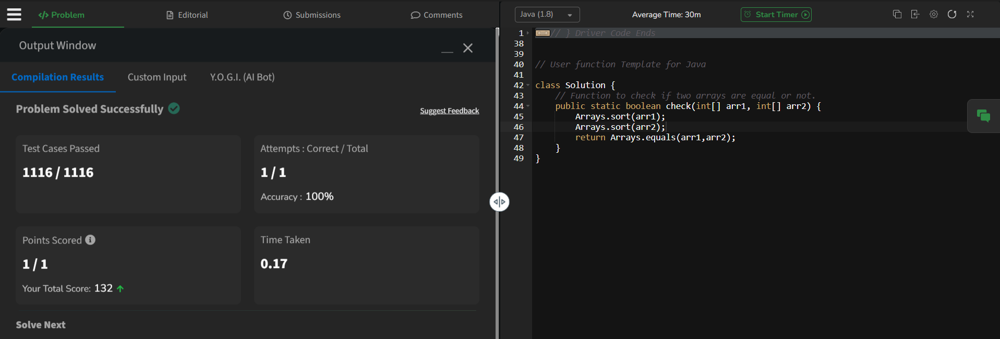 Problem
Editorial
Submissions
Comments
Java (1.8)
Average Time: 30m
Start Timer
Output Window
Compilation Results
Custom Input
Y.O.G.I. (AI Bot)
Problem Solved Successfully
Suggest Feedback
Test Cases Passed
1116 / 1116
Attempts : Correct / Total
1 / 1
Accuracy : 100%
Points Scored
1 / 1
Your Total Score: 132
Time Taken
0.17
Solve Next
1 // } Driver Code Ends
38
39
40 // User function Template for Java
41
42 class Solution {
43     // Function to check if two arrays are equal or not.
44     public static boolean check(int[] arr1, int[] arr2) {
45         Arrays.sort(arr1);
46         Arrays.sort(arr2);
47         return Arrays.equals(arr1,arr2);
48     }
49 }